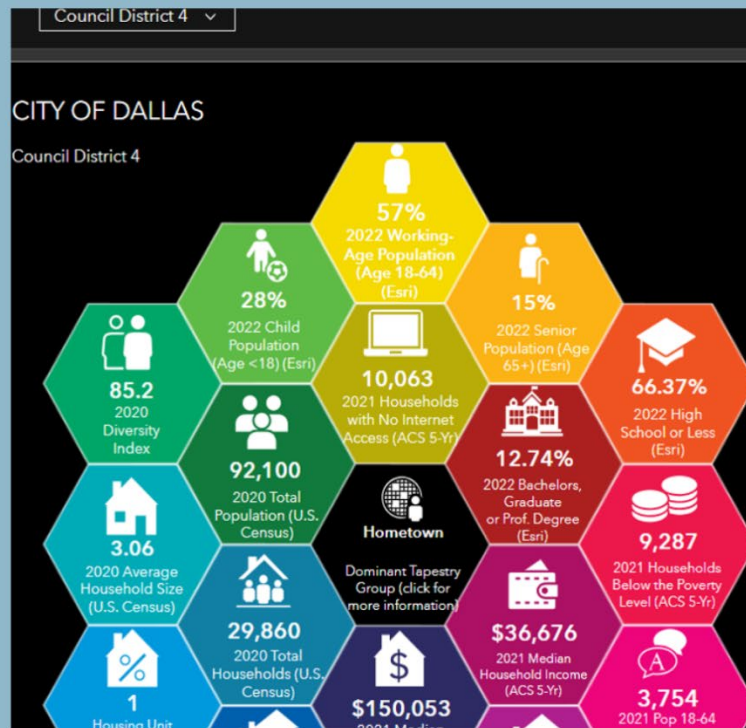 Council District 4
CITY OF DALLAS
Council District 4
57%
2022 Working-
Age Population
(Age 18-64)
(Esri)
28%
2022 Child
Population
(Age <18) (Esri)
15%
2022 Senior
Population (Age
65+) (Esri)
85.2
2020
Diversity
Index
10,063
2021 Households
with No Internet
Access (ACS 5-Yr)
66.37%
2022 High
School or Less
(Esri)
92,100
2020 Total
Population (U.S.
Census)
12.74%
2022 Bachelors,
Graduate
or Prof. Degree
(Esri)
3.06
2020 Average
Household Size
(U.S. Census)
Hometown
Dominant Tapestry
Group (click for
more information)
9,287
2021 Households
Below the Poverty
Level (ACS 5-Yr)
29,860
2020 Total
Households (U.S.
Census)
$36,676
2021 Median
Household Income
(ACS 5-Yr)
%
1
Housing Unit
$
$150,053
2021 Median
A
3,754
2021 Pop 18-64